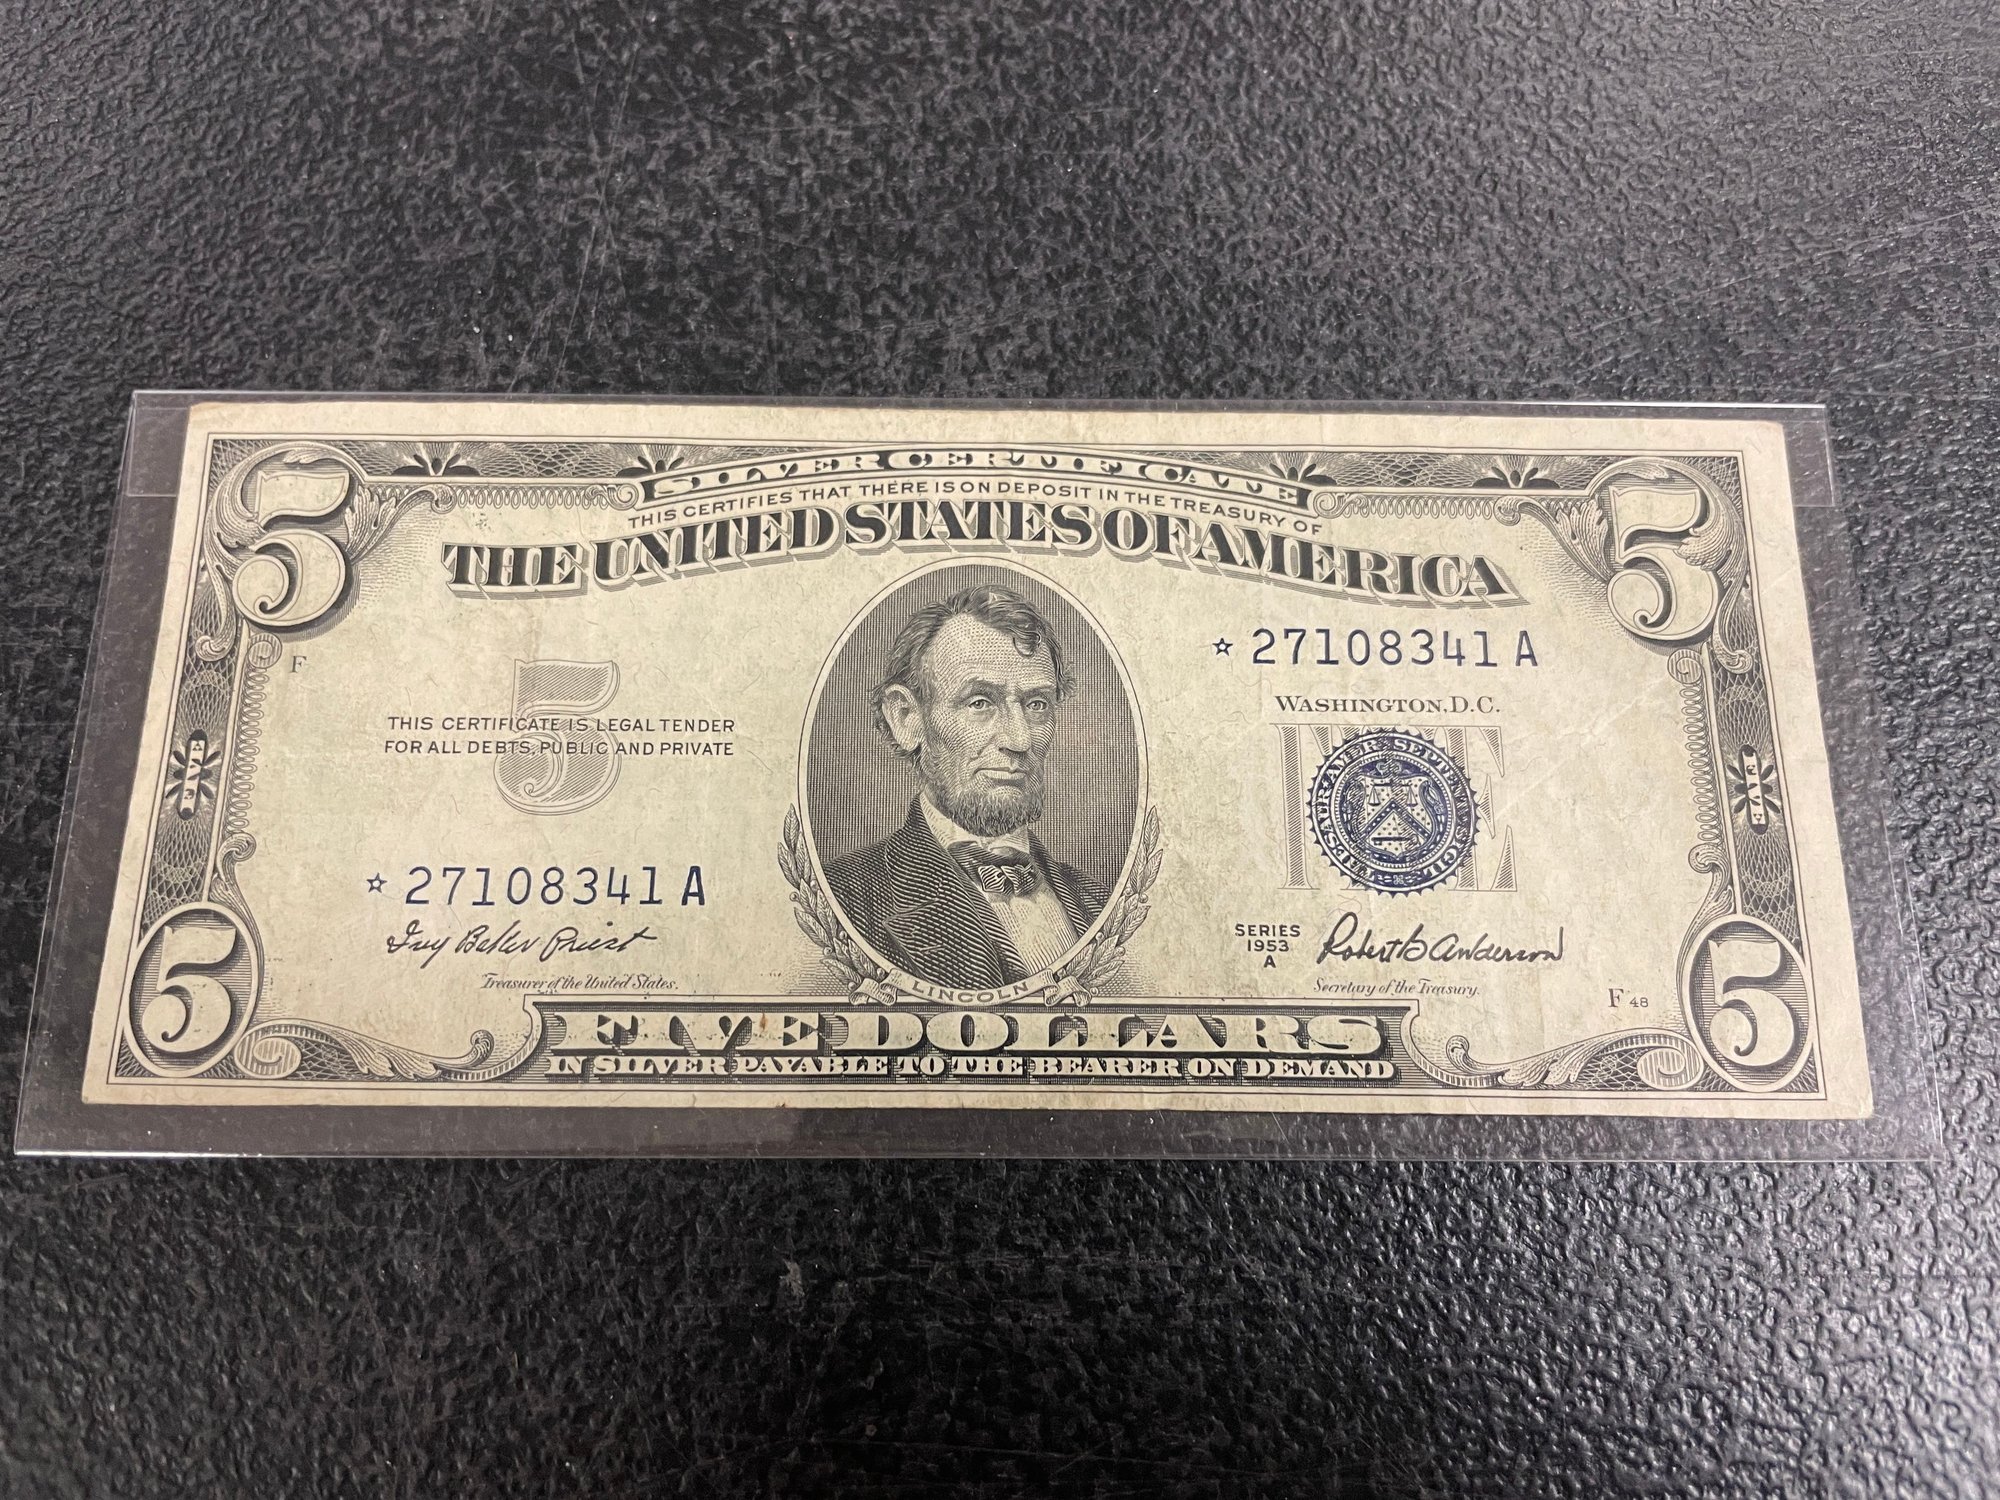 5 SILVER CERTIFICATE 5
THIS CERTIFIES THAT THERE IS ON DEPOSIT IN THE TREASURY OF
THE UNITED STATES OF AMERICA
F
☆ 27108341 A
WASHINGTON, D.C.
5
THIS CERTIFICATE IS LEGAL TENDER
FOR ALL DEBTS, PUBLIC AND PRIVATE
FIVE
FIVE
☆ 27108341 A
Ivy Baker Priest
Treasurer of the United States.
SERIES
1953
A
Robert B Anderson
Secretary of the Treasury.
LINCOLN
F 48
5 FIVE DOLLARS 5
IN SILVER PAYABLE TO THE BEARER ON DEMAND